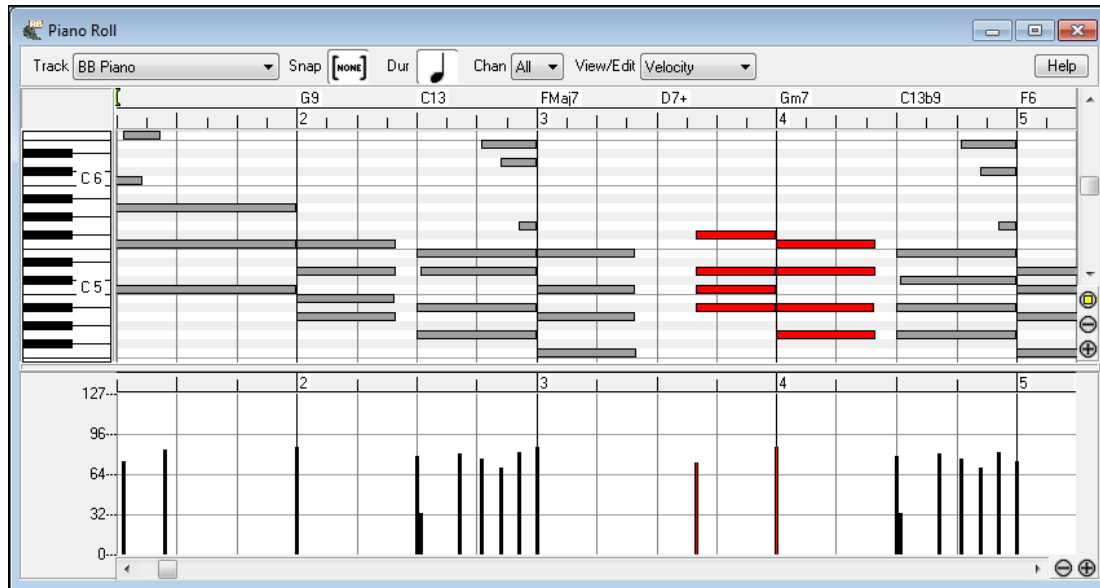 Piano Roll
Track BB Piano Snap [NONE] Dur Chan All View/Edit Velocity Help
G9 C13 FMaj7 D7+ Gm7 C13b9 F6
2 3 4 5
C 6
C 5
2 3 4 5
127
96
64
32
0